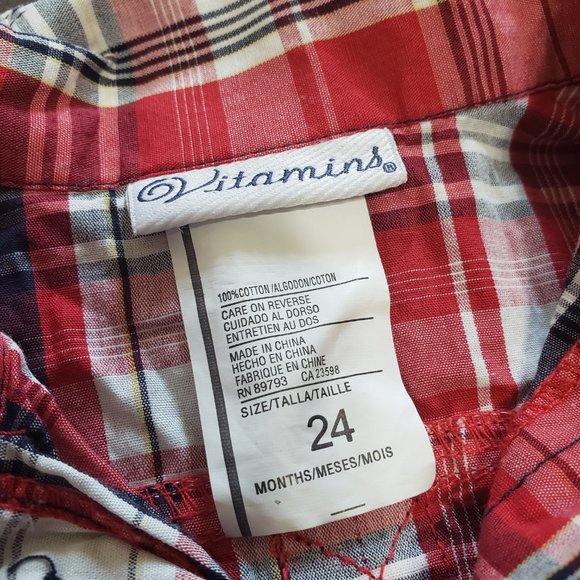 Vitamins®
100%COTTON/ALGODON/COTON
CARE ON REVERSE
CUIDADO AL DORSO
ENTRETIEN AU DOS
MADE IN CHINA
HECHO EN CHINA
FABRIQUE EN CHINE
RN 89793 CA 23598
SIZE/TALLA/TAILLE
24
MONTHS/MESES/MOIS